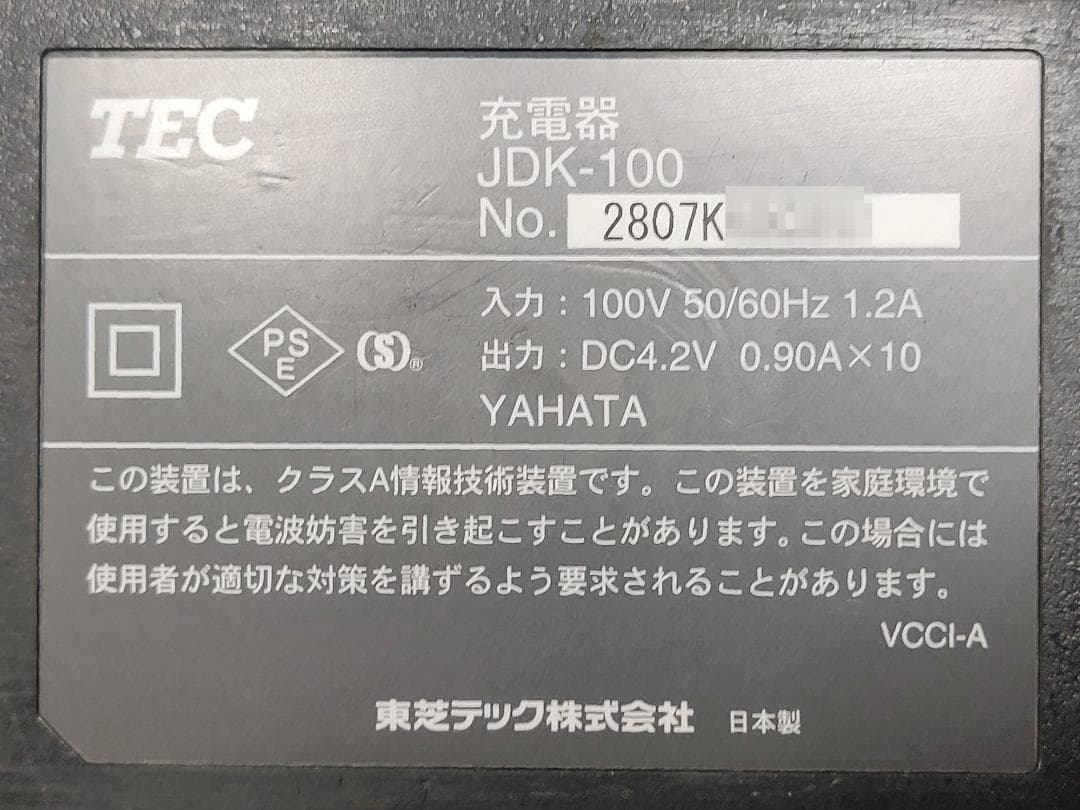 TEC
充電器
JDK-100
No. 2807K
入力：100V 50/60Hz 1.2A
PSE
(S)®
出力：DC4.2V 0.90A×10
YAHATA
この装置は、クラスA情報技術装置です。この装置を家庭環境で
使用すると電波妨害を引き起こすことがあります。この場合には
使用者が適切な対策を講ずるよう要求されることがあります。
VCCI-A
東芝テック株式会社 日本製